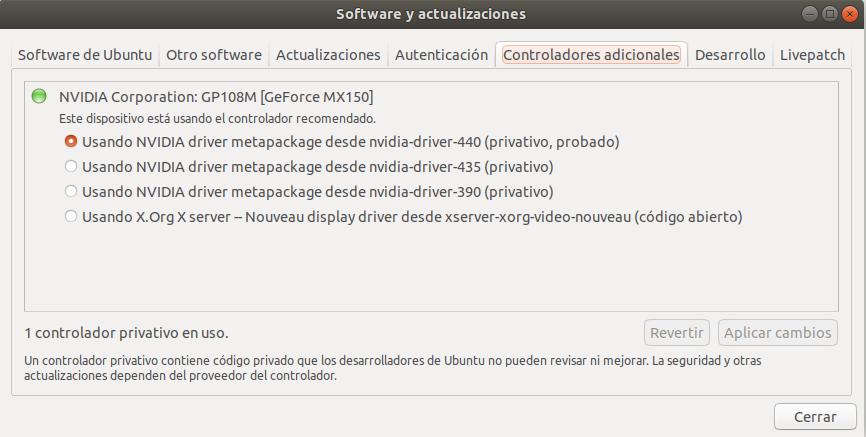 Software y actualizaciones
Software de Ubuntu
Otro software
Actualizaciones
Autenticación
Controladores adicionales
Desarrollo
Livepatch
NVIDIA Corporation: GP108M [GeForce MX150]
Este dispositivo está usando el controlador recomendado.
Usando NVIDIA driver metapackage desde nvidia-driver-440 (privativo, probado)
Usando NVIDIA driver metapackage desde nvidia-driver-435 (privativo)
Usando NVIDIA driver metapackage desde nvidia-driver-390 (privativo)
Usando X.Org X server -- Nouveau display driver desde xserver-xorg-video-nouveau (código abierto)
1 controlador privativo en uso.
Revertir
Aplicar cambios
Un controlador privativo contiene código privado que los desarrolladores de Ubuntu no pueden revisar ni mejorar. La seguridad y otras
actualizaciones dependen del proveedor del controlador.
Cerrar